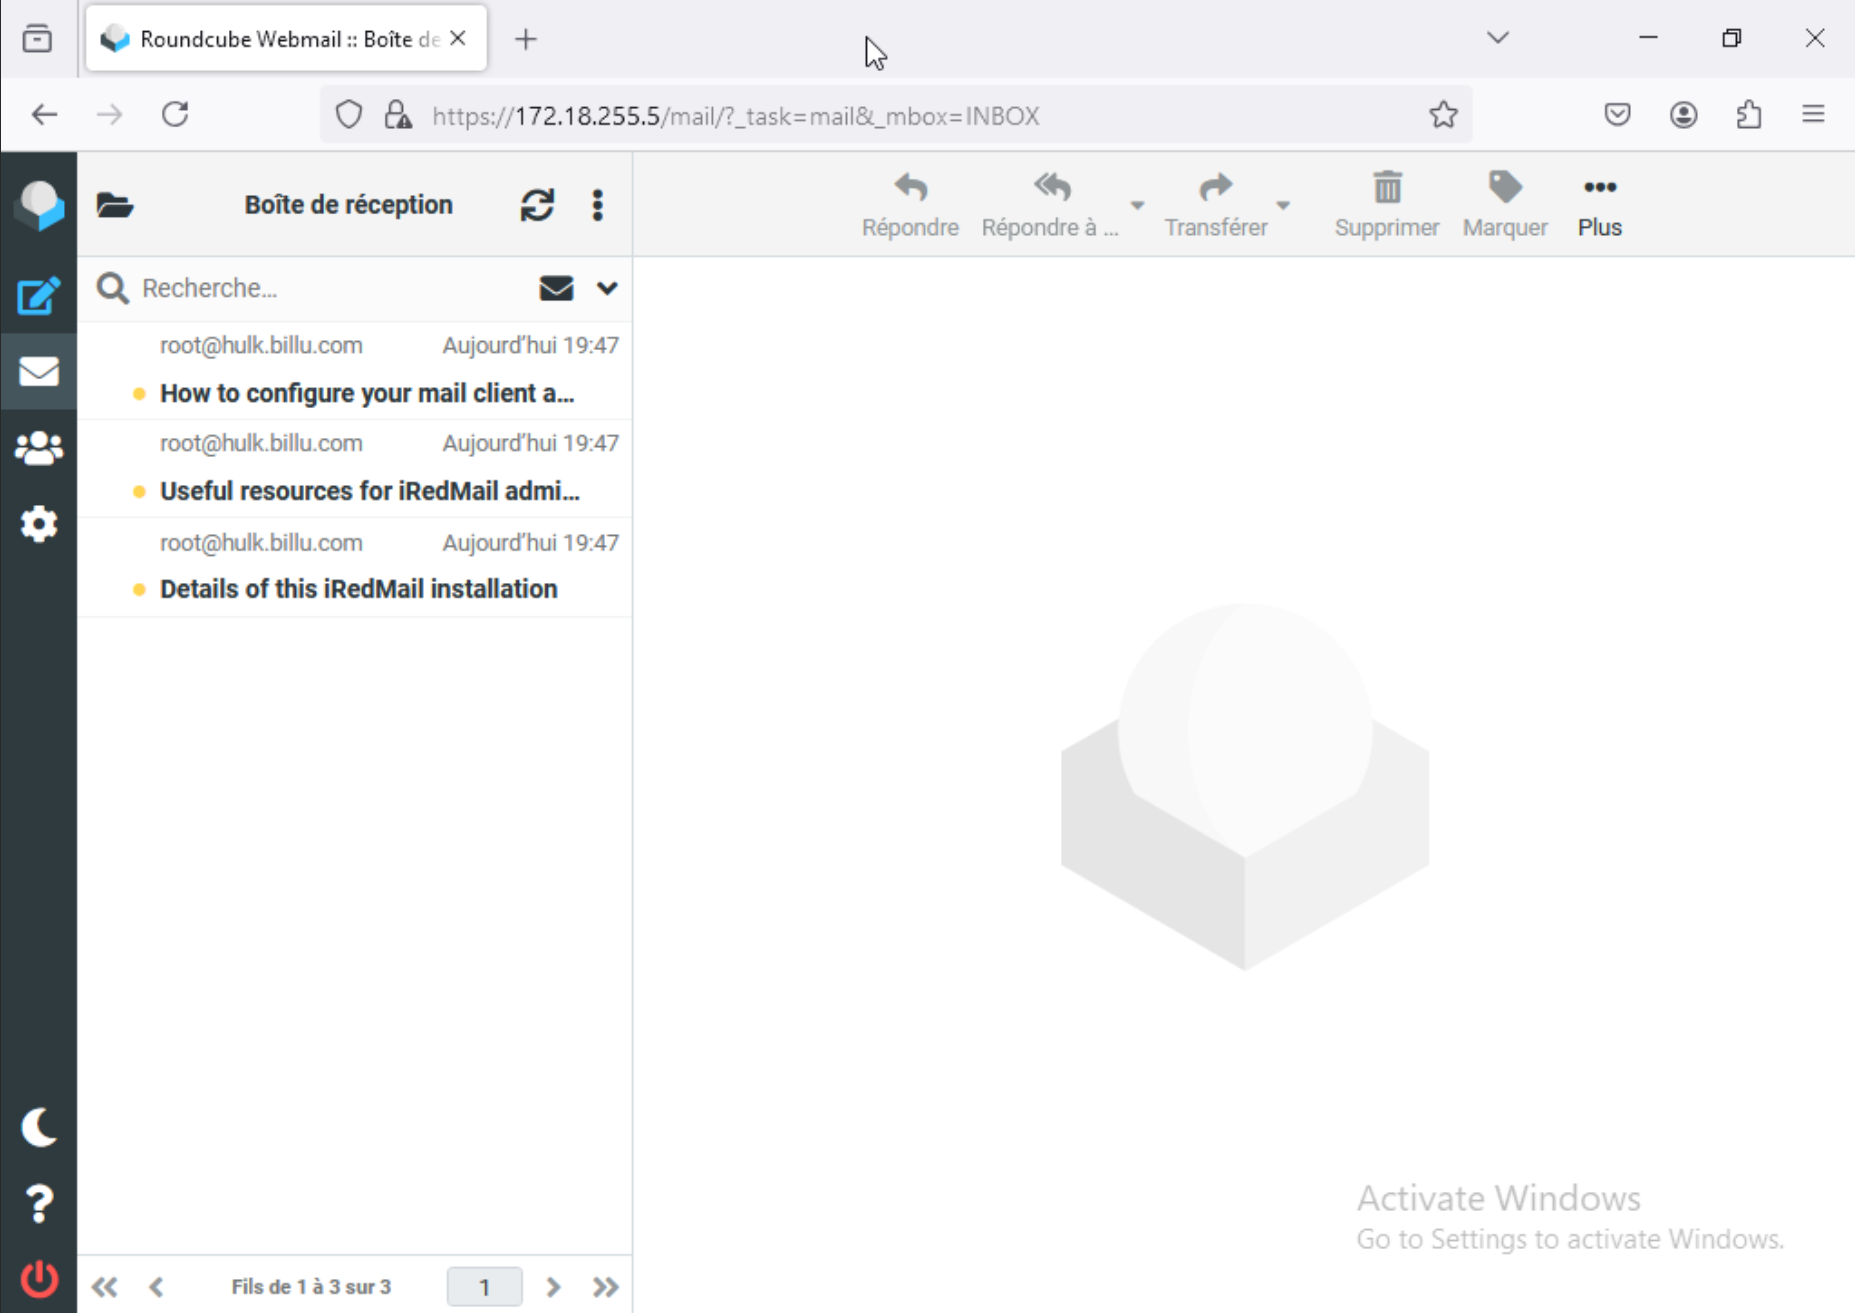 Roundcube Webmail :: Boîte de
https://172.18.255.5/mail/?_task=mail&_mbox=INBOX
Boîte de réception
Répondre
Répondre à ...
Transférer
Supprimer
Marquer
Plus
Recherche...
root@hulk.billu.com Aujourd'hui 19:47
How to configure your mail client a...
root@hulk.billu.com Aujourd'hui 19:47
Useful resources for iRedMail admi...
root@hulk.billu.com Aujourd'hui 19:47
Details of this iRedMail installation
Activate Windows
Go to Settings to activate Windows.
Fils de 1 à 3 sur 3
1